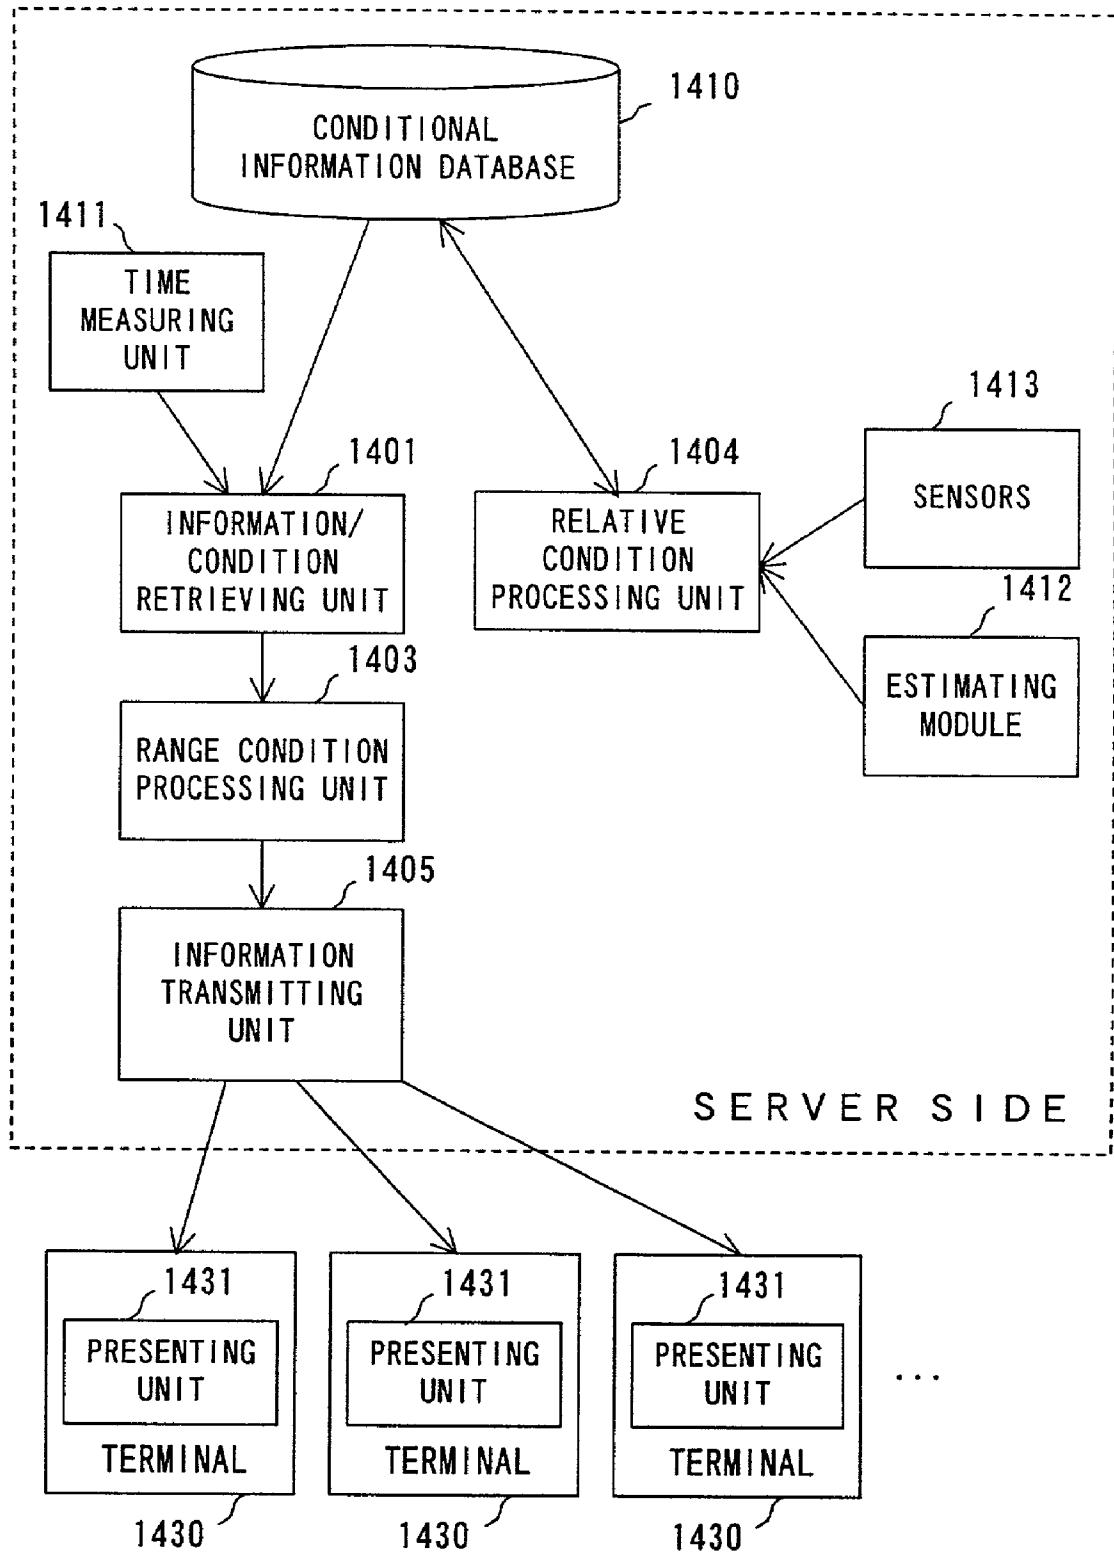 1410
CONDITIONAL
INFORMATION DATABASE
1411
TIME
MEASURING
UNIT
1413
SENSORS
1401
INFORMATION/
CONDITION
RETRIEVING UNIT
1404
RELATIVE
CONDITION
PROCESSING UNIT
1412
ESTIMATING
MODULE
1403
RANGE CONDITION
PROCESSING UNIT
1405
INFORMATION
TRANSMITTING
UNIT
SERVER SIDE
1431
PRESENTING
UNIT
TERMINAL
1430
1431
PRESENTING
UNIT
TERMINAL
1430
1431
PRESENTING
UNIT
TERMINAL
1430
...